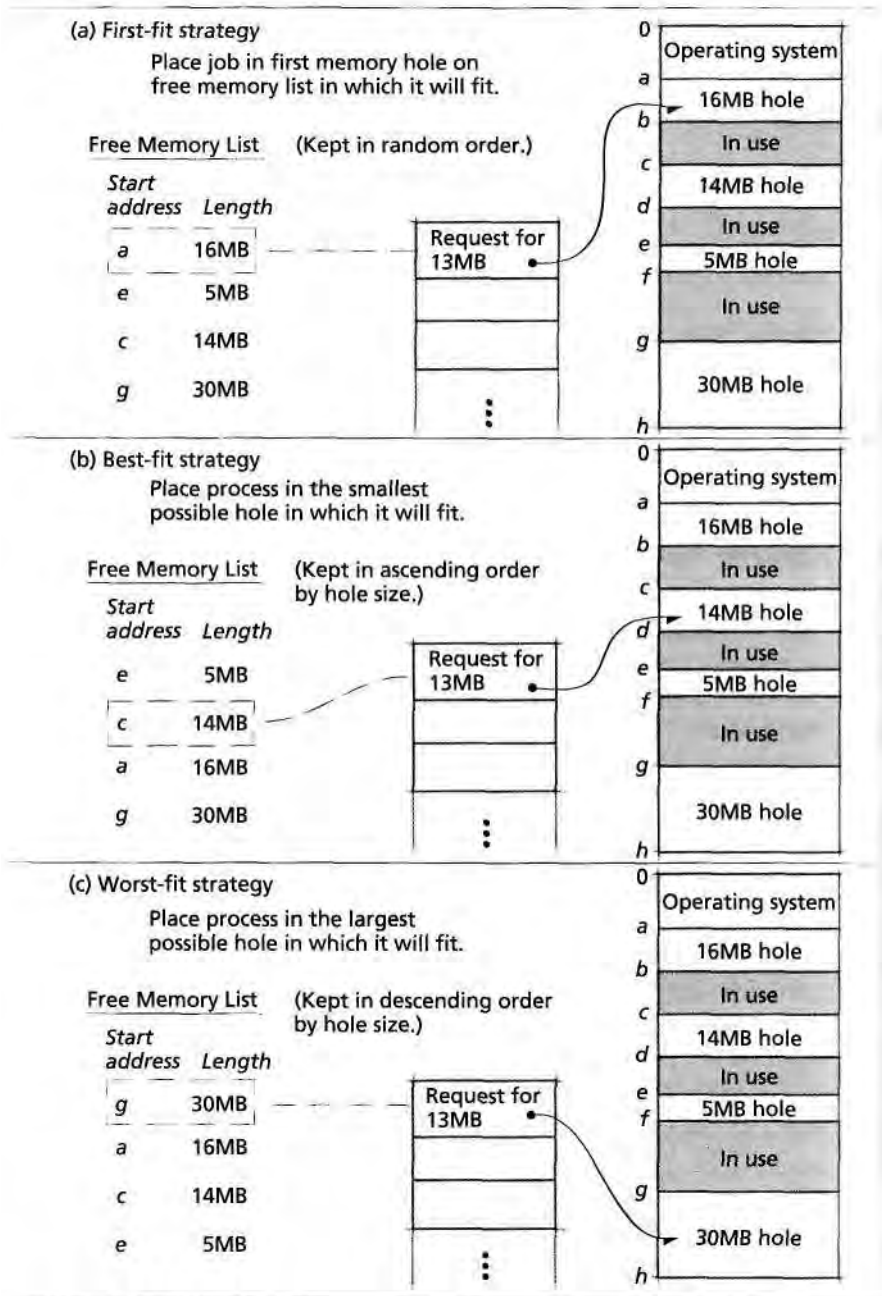 (a) First-fit strategy
Place job in first memory hole on
free memory list in which it will fit.
Free Memory List (Kept in random order.)
Start
address Length
a 16MB
e 5MB
c 14MB
g 30MB
Request for
13MB
0
Operating system
a
16MB hole
b
In use
c
14MB hole
d
In use
e
5MB hole
f
In use
g
30MB hole
h
(b) Best-fit strategy
Place process in the smallest
possible hole in which it will fit.
Free Memory List (Kept in ascending order
by hole size.)
Start
address Length
e 5MB
c 14MB
a 16MB
g 30MB
Request for
13MB
0
Operating system
a
16MB hole
b
In use
c
14MB hole
d
In use
e
5MB hole
f
In use
g
30MB hole
h
(c) Worst-fit strategy
Place process in the largest
possible hole in which it will fit.
Free Memory List (Kept in descending order
by hole size.)
Start
address Length
g 30MB
a 16MB
c 14MB
e 5MB
Request for
13MB
0
Operating system
a
16MB hole
b
In use
c
14MB hole
d
In use
e
5MB hole
f
In use
g
30MB hole
h